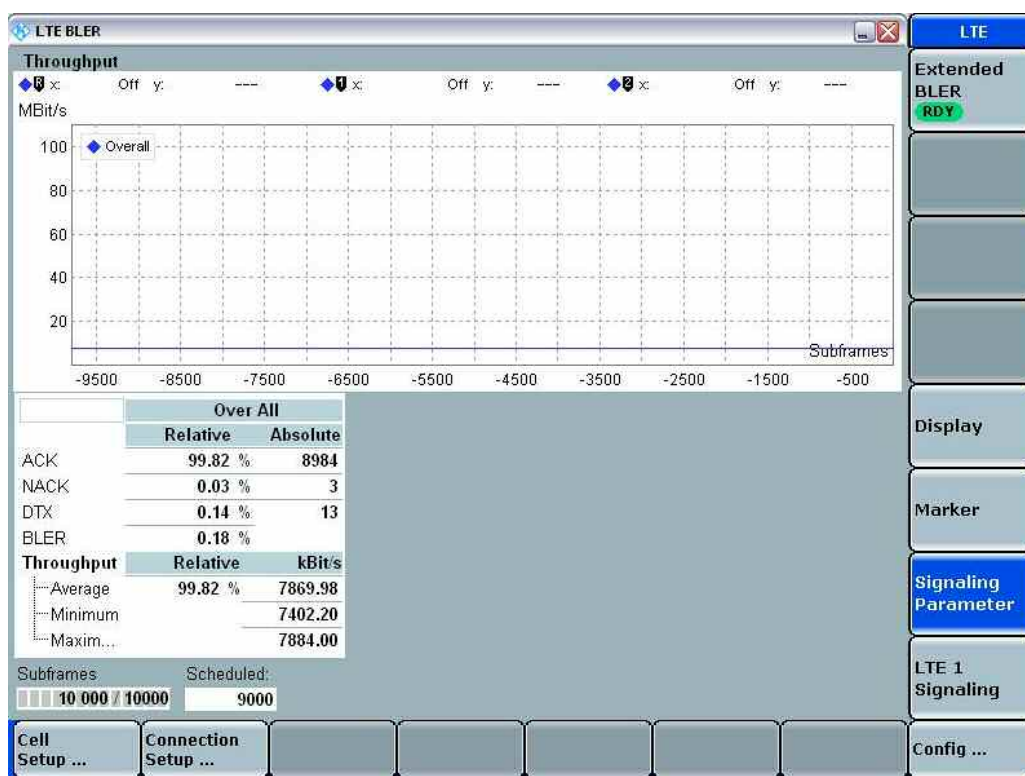 LTE BLER
LTE
Throughput
R x: Off y: --- 1 x: Off y: --- 2 x: Off y: ---
Extended
BLER
RDY
MBit/s
Overall
100
80
60
40
20
Subframes
-9500 -8500 -7500 -6500 -5500 -4500 -3500 -2500 -1500 -500
Over All
Relative Absolute
ACK 99.82 % 8984
NACK 0.03 % 3
DTX 0.14 % 13
BLER 0.18 %
Throughput Relative kBit/s
Average 99.82 % 7869.98
Minimum 7402.20
Maxim... 7884.00
Subframes Scheduled:
10 000 / 10000 9000
Display
Marker
Signaling
Parameter
LTE 1
Signaling
Cell
Setup ...
Connection
Setup ...
Config ...